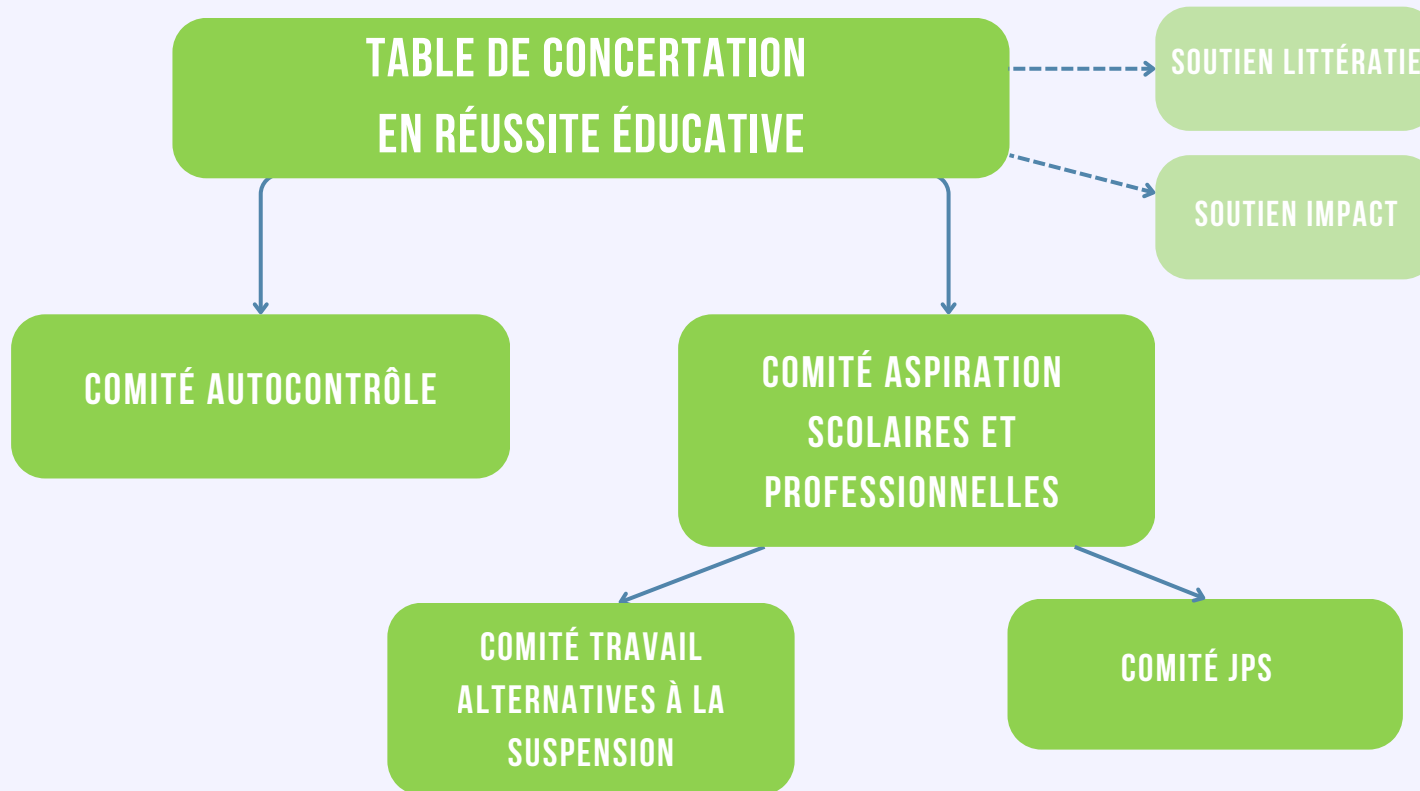 TABLE DE CONCERTATION
EN RÉUSSITE ÉDUCATIVE
SOUTIEN LITTÉRATIE
SOUTIEN IMPACT
COMITÉ AUTOCONTRÔLE
COMITÉ ASPIRATION
SCOLAIRES ET
PROFESSIONNELLES
COMITÉ TRAVAIL
ALTERNATIVES À LA
SUSPENSION
COMITÉ JPS